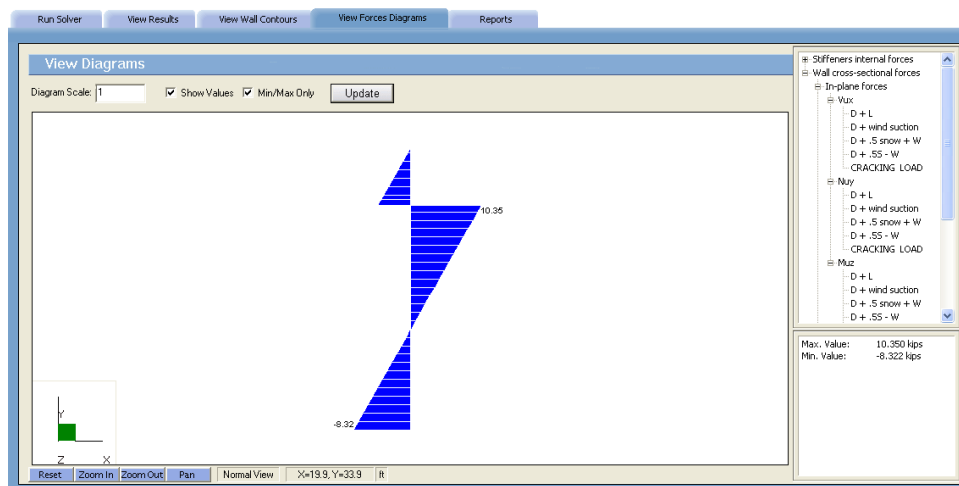 Run Solver View Results View Wall Contours View Forces Diagrams Reports
View Diagrams
Diagram Scale: 1 Show Values Min/Max Only Update
10.35
-8.32
Y
Z X
Reset Zoom In Zoom Out Pan Normal View X=19.9, Y=33.9 ft
Stiffeners internal forces
Wall cross-sectional forces
In-plane forces
Vux
D + L
D + wind suction
D + .5 snow + W
D + .5S - W
CRACKING LOAD
Nuy
D + L
D + wind suction
D + .5 snow + W
D + .5S - W
CRACKING LOAD
Muz
D + L
D + wind suction
D + .5 snow + W
D + .5S - W
Max. Value: 10.350 kips
Min. Value: -8.322 kips